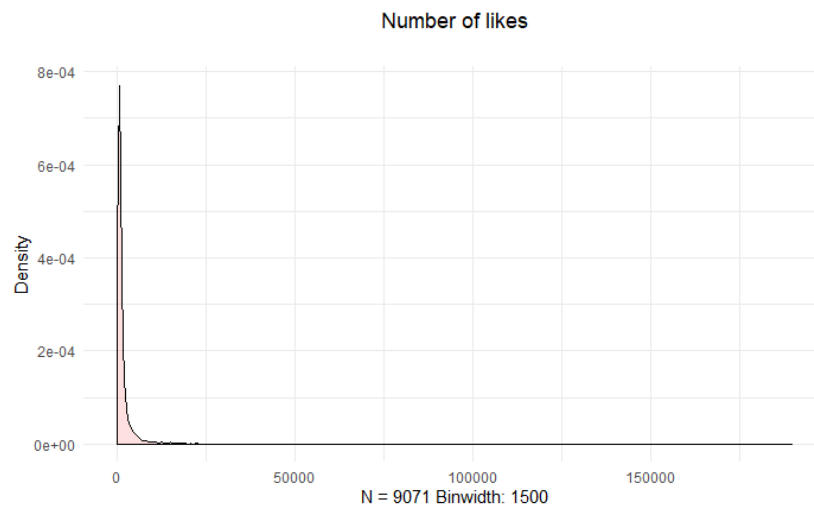 Number of likes
8e-04
6e-04
4e-04
2e-04
0e+00
Density
0 50000 100000 150000
N = 9071 Binwidth: 1500